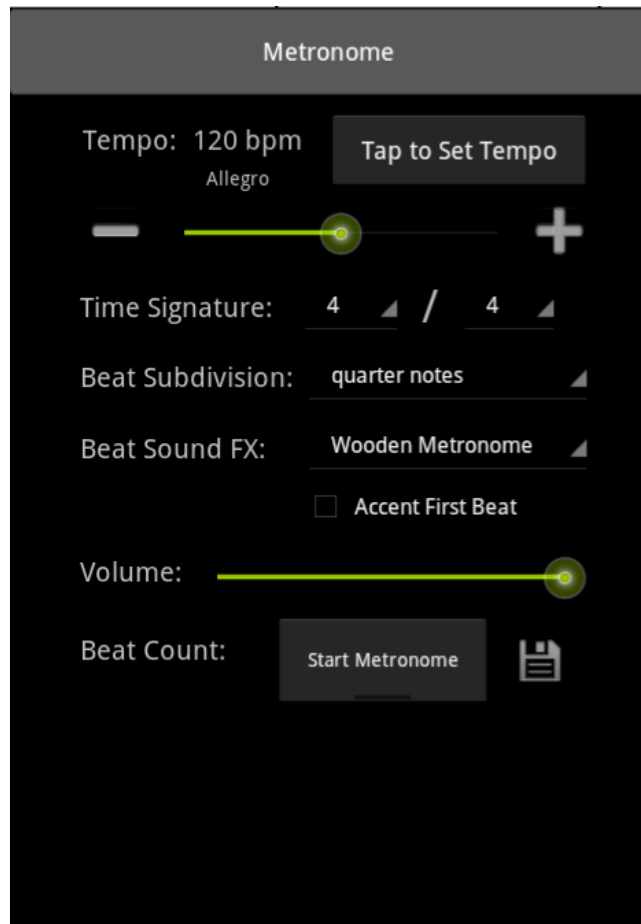 Metronome
Tempo: 120 bpm
Allegro
Tap to Set Tempo
Time Signature: 4 / 4
Beat Subdivision: quarter notes
Beat Sound FX: Wooden Metronome
Accent First Beat
Volume:
Beat Count: Start Metronome